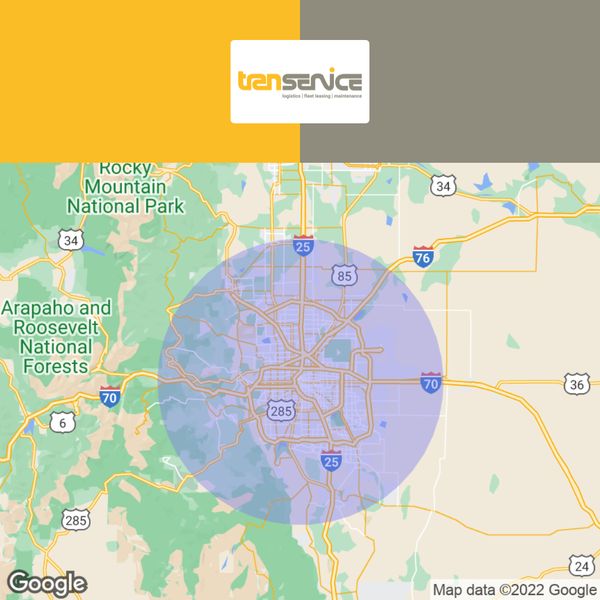 transervice
logistics | fleet leasing | maintenance
Rocky
Mountain
National Park
34
34
25
76
85
Arapaho and
Roosevelt
National
Forests
70
70
36
6
285
25
285
24
Google
Map data ©2022 Google